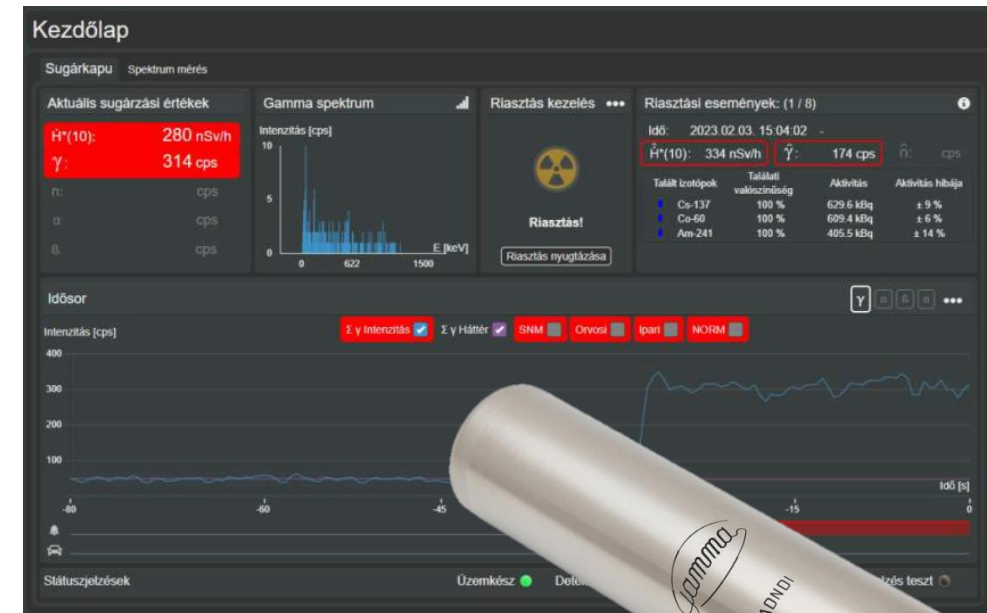 Kezdőlap
Sugárkapu Spektrum mérés
Aktuális sugárzási értékek
Ḣ*(10): 280 nSv/h
γ: 314 cps
n: cps
α: cps
ß: cps
Gamma spektrum
Intenzitás [cps]
10
5
0
E [keV]
0 622 1500
Riasztás kezelés •••
Riasztás!
Riasztás nyugtázása
Riasztási események: (1 / 8)
Idő: 2023.02.03. 15:04:02 -
Ĥ*(10): 334 nSv/h γ̂: 174 cps n̂: cps
Talált izotópok Találati valószínűség Aktivitás Aktivitás hibája
Cs-137 100 % 629.6 kBq ± 9 %
Co-60 100 % 609.4 kBq ± 6 %
Am-241 100 % 405.5 kBq ± 14 %
Idősor
γ α ß n •••
Intenzitás [cps]
Σ γ Intenzitás Σ γ Háttér SNM Orvosi Ipari NORM
400
300
200
100
Idő [s]
-80 -60 -45 -15 0
Státuszjelzések
Üzemkész
teszt
gamma